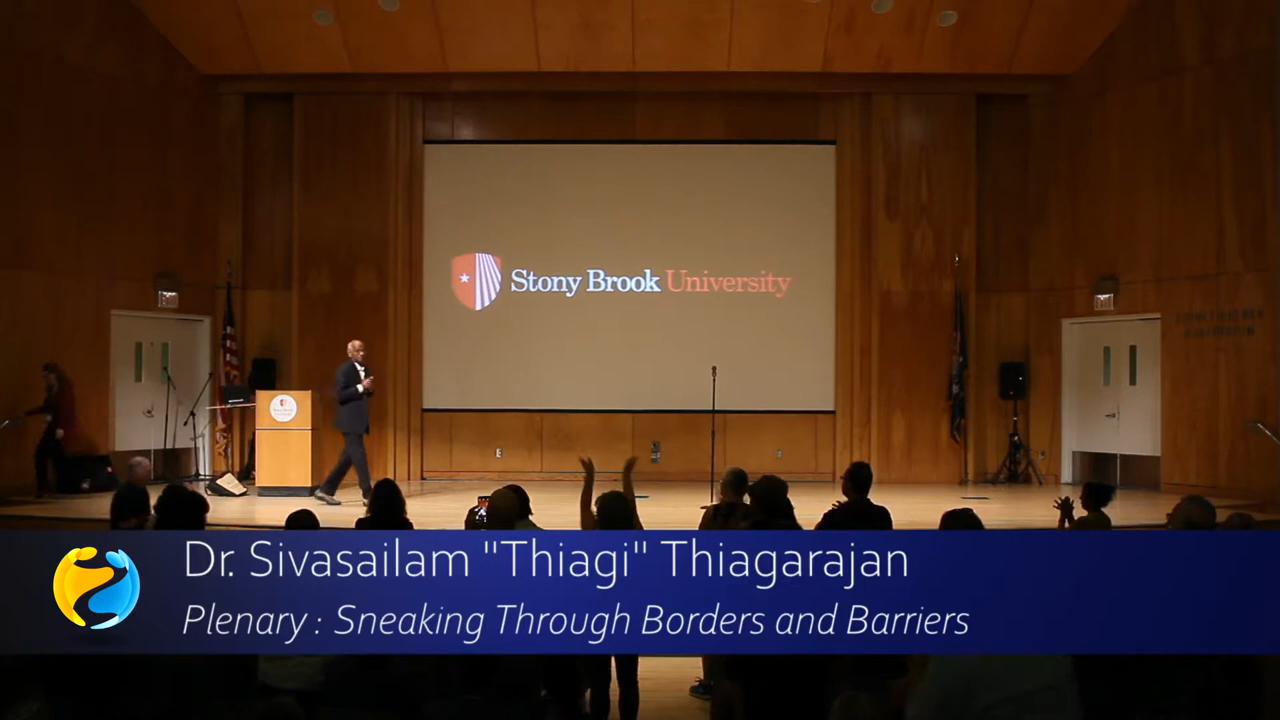 Stony Brook University
Dr. Sivasailam "Thiagi" Thiagarajan
Plenary : Sneaking Through Borders and Barriers